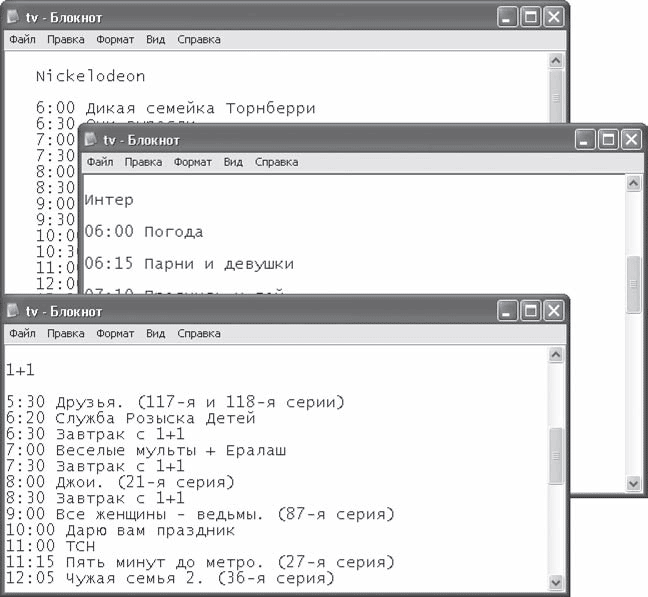 tv - Блокнот
Файл Правка Формат Вид Справка
Nickelodeon
6:00 Дикая семейка Торнберри
6:30
7:00
7:30
8:00
8:30
9:00
9:30
10:00
10:30
11:00
12:00
tv - Блокнот
Файл Правка Формат Вид Справка
Интер
06:00 Погода
06:15 Парни и девушки
07:10
tv - Блокнот
Файл Правка Формат Вид Справка
1+1
5:30 Друзья. (117-я и 118-я серии)
6:20 Служба Розыска Детей
6:30 Завтрак с 1+1
7:00 Веселые мульты + Ералаш
7:30 Завтрак с 1+1
8:00 Джои. (21-я серия)
8:30 Завтрак с 1+1
9:00 Все женщины - ведьмы. (87-я серия)
10:00 Дарю вам праздник
11:00 ТСН
11:15 Пять минут до метро. (27-я серия)
12:05 Чужая семья 2. (36-я серия)